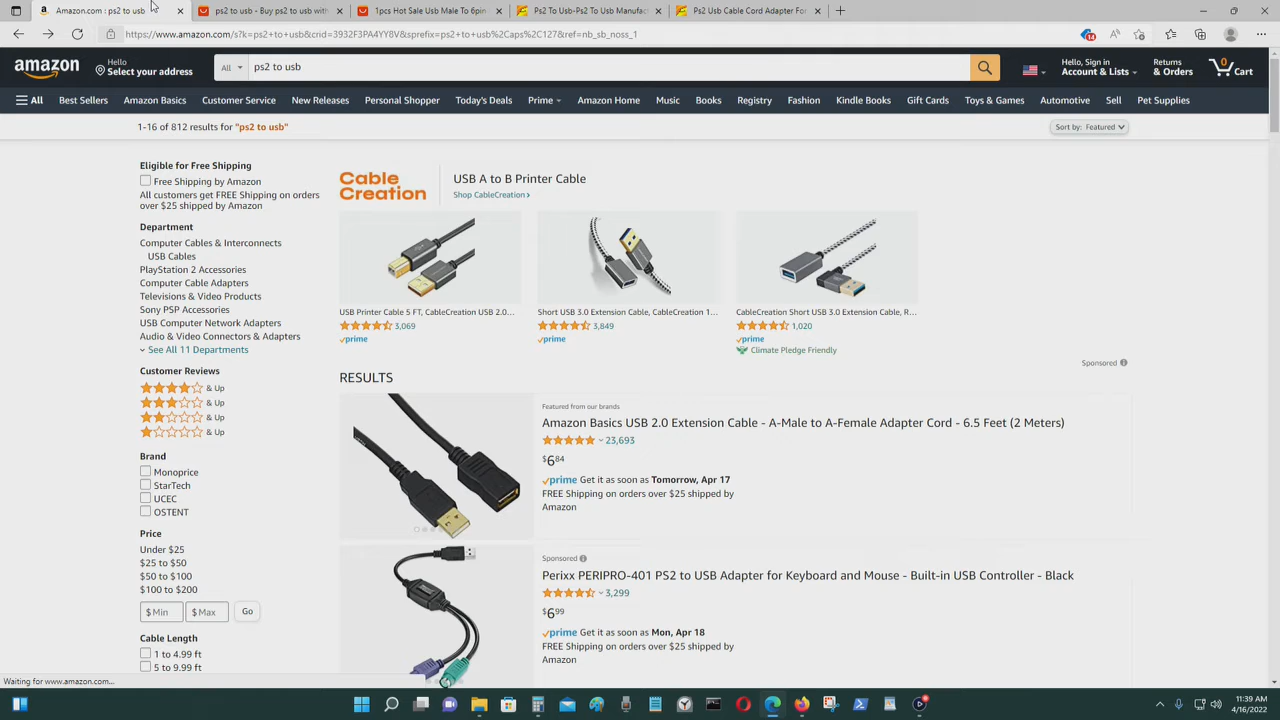 Amazon.com : ps2 to usb
ps2 to usb - Buy ps2 to usb with
1pcs Hot Sale Usb Male To 6pin
Ps2 To Usb-Ps2 To Usb Manufac
Ps2 Usb Cable Cord Adapter For
https://www.amazon.com/s?k=ps2+to+usb&crid=3932F3PA4YY8V&sprefix=ps2+to+usb%2Caps%2C127&ref=nb_sb_noss_1
14
amazon
Hello
Select your address
All
ps2 to usb
Hello, Sign in
Account & Lists
Returns
& Orders
0
Cart
All
Best Sellers
Amazon Basics
Customer Service
New Releases
Personal Shopper
Today's Deals
Prime
Amazon Home
Music
Books
Registry
Fashion
Kindle Books
Gift Cards
Toys & Games
Automotive
Sell
Pet Supplies
1-16 of 812 results for "ps2 to usb"
Sort by: Featured
Eligible for Free Shipping
Free Shipping by Amazon
All customers get FREE Shipping on orders
over $25 shipped by Amazon
Department
Computer Cables & Interconnects
USB Cables
PlayStation 2 Accessories
Computer Cable Adapters
Televisions & Video Products
Sony PSP Accessories
USB Computer Network Adapters
Audio & Video Connectors & Adapters
See All 11 Departments
Customer Reviews
& Up
& Up
& Up
& Up
Brand
Monoprice
StarTech
UCEC
OSTENT
Price
Under $25
$25 to $50
$50 to $100
$100 to $200
$ Min
$ Max
Go
Cable Length
1 to 4.99 ft
5 to 9.99 ft
Cable
Creation
USB A to B Printer Cable
Shop CableCreation ›
USB Printer Cable 5 FT, CableCreation USB 2.0...
3,069
prime
Short USB 3.0 Extension Cable, CableCreation 1...
3,849
prime
CableCreation Short USB 3.0 Extension Cable, R...
1,020
prime
Climate Pledge Friendly
Sponsored
RESULTS
Featured from our brands
Amazon Basics USB 2.0 Extension Cable - A-Male to A-Female Adapter Cord - 6.5 Feet (2 Meters)
23,693
$6 84
prime Get it as soon as Tomorrow, Apr 17
FREE Shipping on orders over $25 shipped by
Amazon
Sponsored
Perixx PERIPRO-401 PS2 to USB Adapter for Keyboard and Mouse - Built-in USB Controller - Black
3,299
$6 99
prime Get it as soon as Mon, Apr 18
FREE Shipping on orders over $25 shipped by
Amazon
Waiting for www.amazon.com...
11:39 AM
4/16/2022